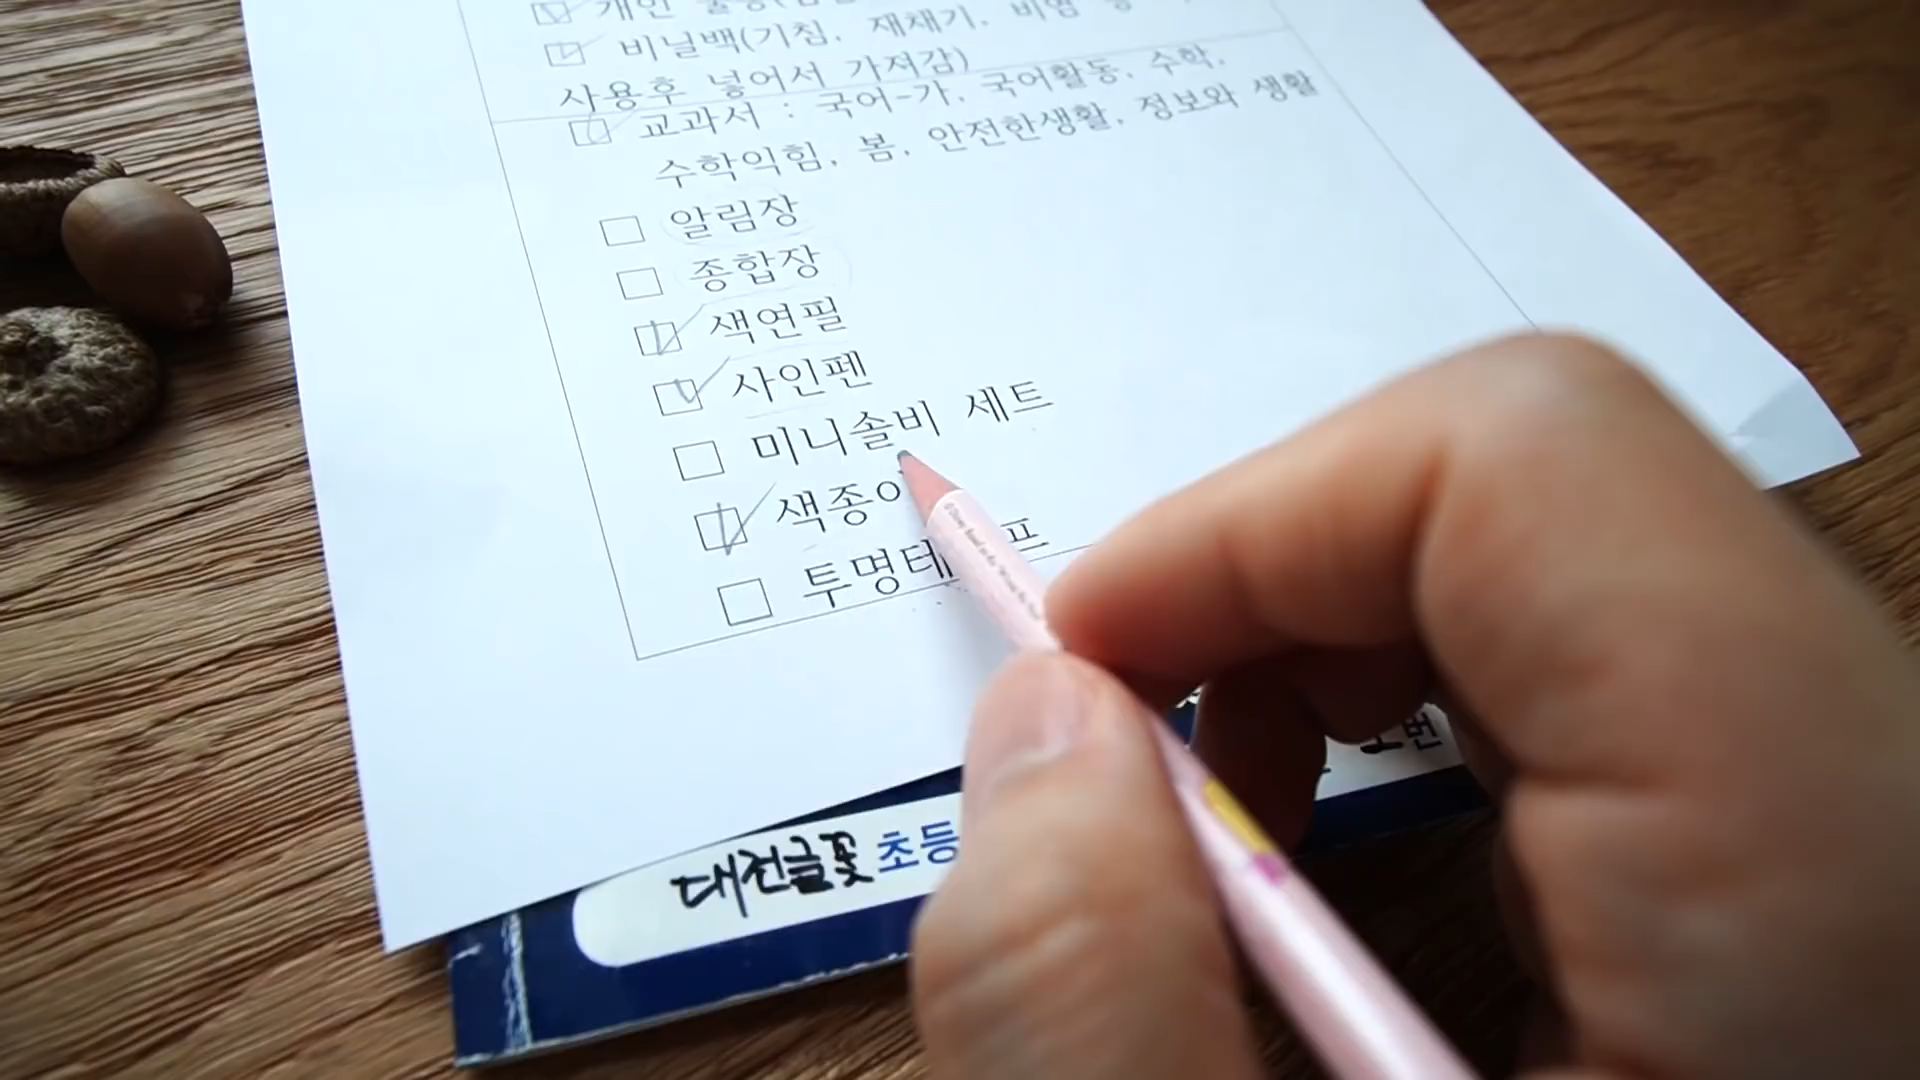 개인
비닐백(기침, 재채기, 비염
사용후 넣어서 가져감)
교과서 : 국어-가, 국어활동, 수학,
수학익힘, 봄, 안전한생활, 정보와 생활
알림장
종합장
색연필
사인펜
미니솔비 세트
색종이
투명테 프
번
대전글꽃 초등